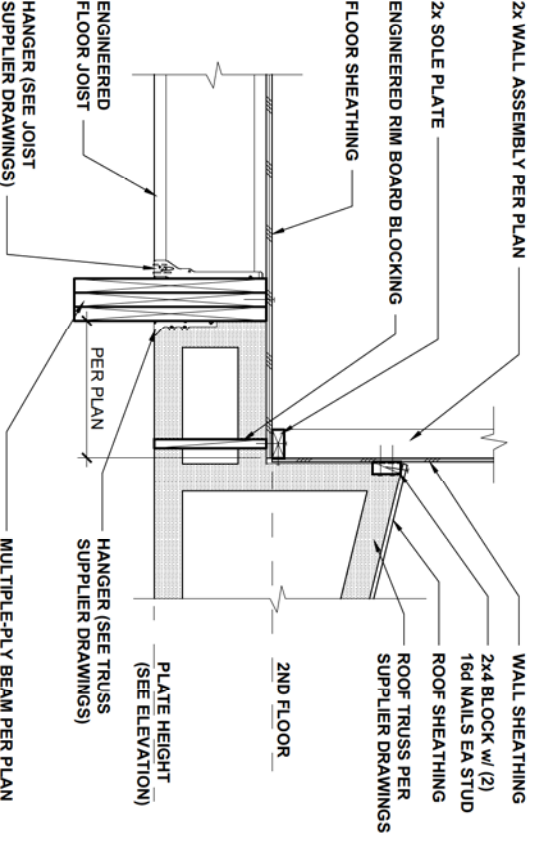 2x WALL ASSEMBLY PER PLAN
2x SOLE PLATE
ENGINEERED RIM BOARD BLOCKING
FLOOR SHEATHING
ENGINEERED
FLOOR JOIST
HANGER (SEE JOIST
SUPPLIER DRAWINGS)
PER PLAN
WALL SHEATHING
2x4 BLOCK w/ (2)
16d NAILS EA STUD
ROOF SHEATHING
ROOF TRUSS PER
SUPPLIER DRAWINGS
2ND FLOOR
PLATE HEIGHT
(SEE ELEVATION)
HANGER (SEE TRUSS
SUPPLIER DRAWINGS)
MULTIPLE-PLY BEAM PER PLAN